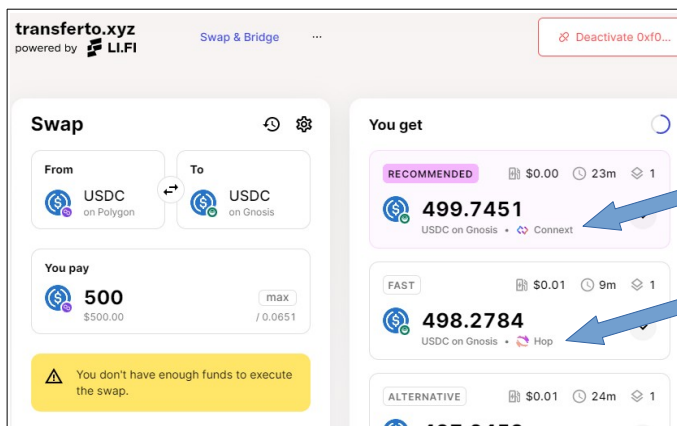 transferto.xyz
powered by LI.FI
Swap & Bridge
...
Deactivate 0xf0...
Swap
From
USDC
on Polygon
To
USDC
on Gnosis
You pay
500
$500.00
max
/ 0.0651
You don't have enough funds to execute
the swap.
You get
RECOMMENDED $0.00 23m 1
499.7451
USDC on Gnosis • Connext
FAST $0.01 9m 1
498.2784
USDC on Gnosis • Hop
ALTERNATIVE $0.01 24m 1